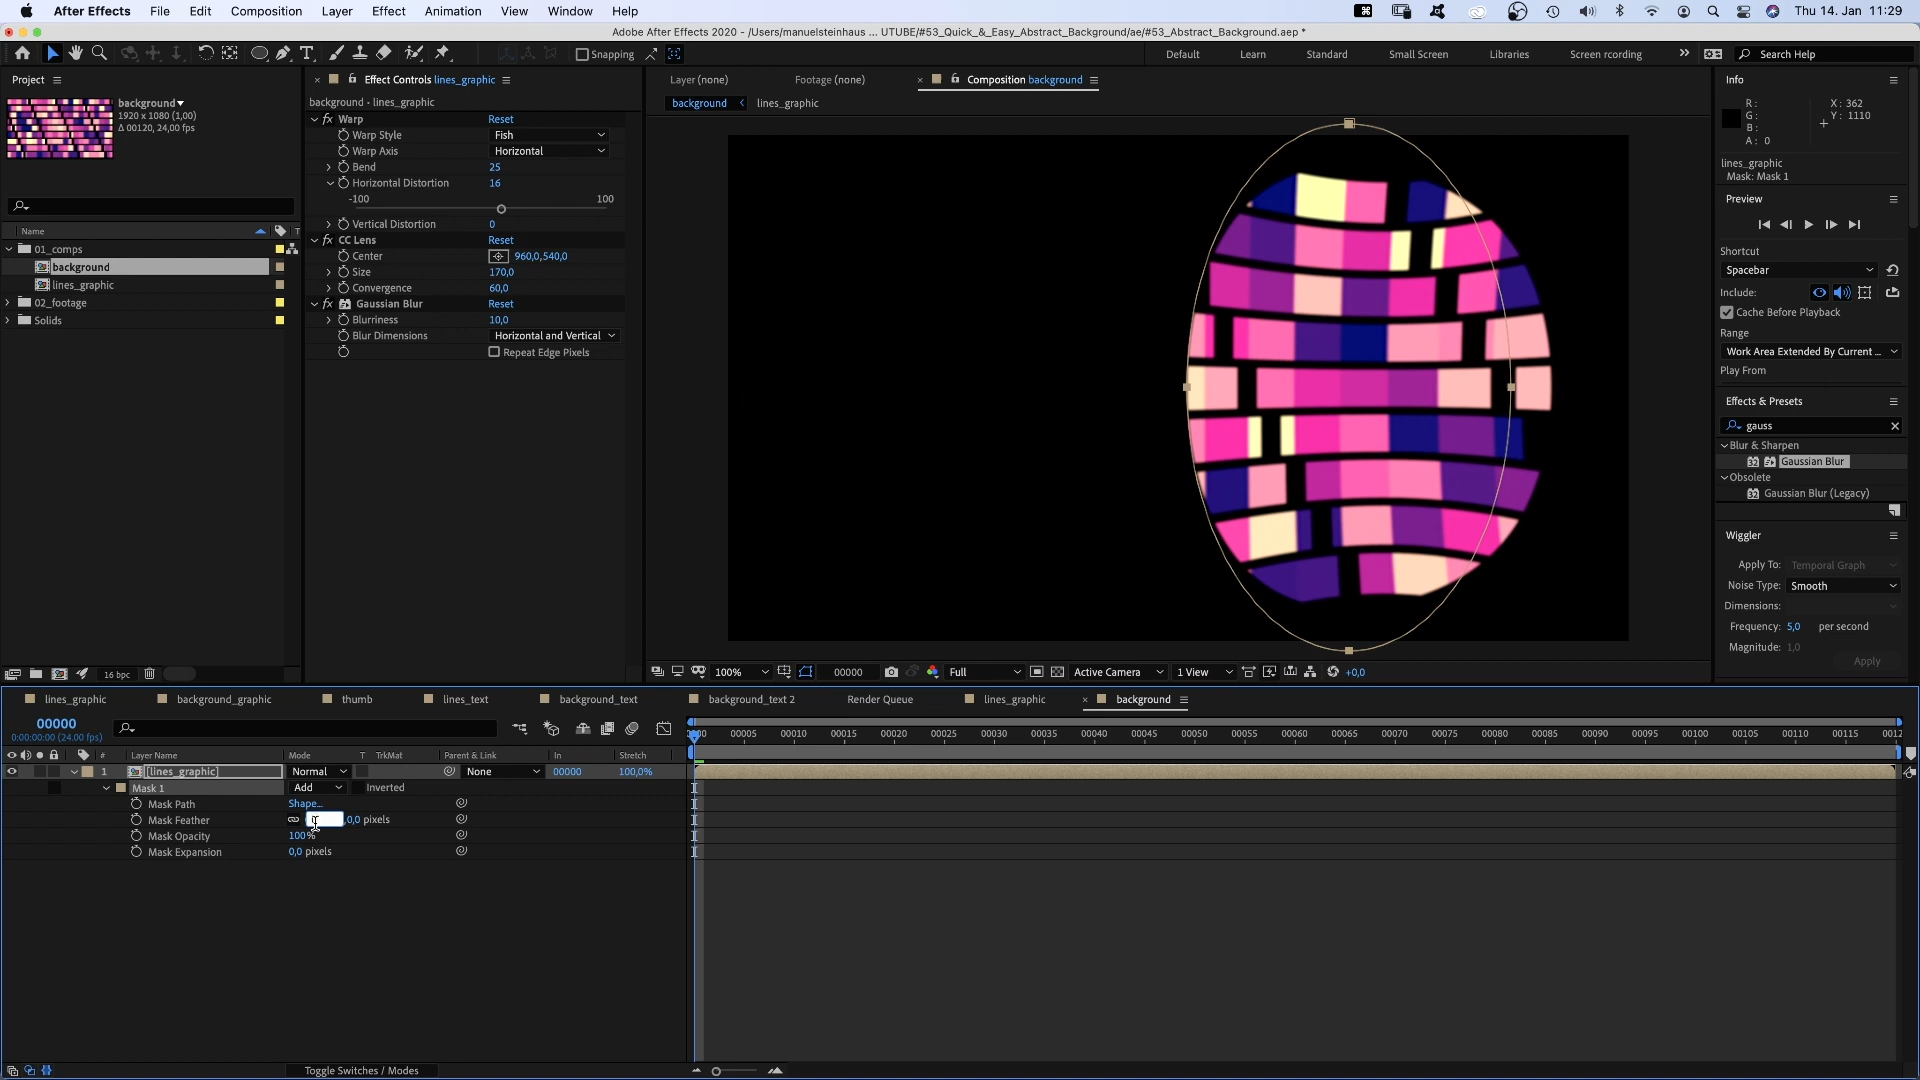 After Effects File Edit Composition Layer Effect Animation View Window Help Thu 14. Jan 11:29
Adobe After Effects 2020 - /Users/manuelsteinhaus ... UTUBE/#53_Quick_&_Easy_Abstract_Background/ae/#53_Abstract_Background.aep *
Snapping Default Learn Standard Small Screen Libraries Screen rcording Search Help
Project Effect Controls lines_graphic Layer (none) Footage (none) Composition background Info
background
1920 x 1080 (1,00)
Δ 00120, 24,00 fps
background - lines_graphic
background lines_graphic
R:
G:
B:
A: 0
X: 362
Y: 1110
lines_graphic
Mask: Mask 1
Warp Reset
Warp Style Fish
Warp Axis Horizontal
Bend 25
Horizontal Distortion 16
-100 100
Vertical Distortion 0
CC Lens Reset
Center 960,0,540,0
Size 170,0
Convergence 60,0
Gaussian Blur Reset
Blurriness 10,0
Blur Dimensions Horizontal and Vertical
Repeat Edge Pixels
Name
01_comps
background
lines_graphic
02_footage
Solids
Preview
Shortcut
Spacebar
Include:
Cache Before Playback
Range
Work Area Extended By Current ...
Play From
Effects & Presets
gauss
Blur & Sharpen
Gaussian Blur
Obsolete
Gaussian Blur (Legacy)
Wiggler
Apply To: Temporal Graph
Noise Type: Smooth
Dimensions:
Frequency: 5,0 per second
Magnitude: 1,0
Apply
16 bpc 100% 00000 Full Active Camera 1 View +0,0
lines_graphic background_graphic thumb lines_text background_text background_text 2 Render Queue lines_graphic background
00000
0:00:00:00 (24.00 fps)
00005 00010 00015 00020 00025 00030 00035 00040 00045 00050 00055 00060 00065 00070 00075 00080 00085 00090 00095 00100 00105 00110 00115 0012
# Layer Name Mode T TrkMat Parent & Link In Stretch
1 [lines_graphic] Normal None 00000 100,0%
Mask 1 Add Inverted
Mask Path Shape...
Mask Feather ,0,0 pixels
Mask Opacity 100%
Mask Expansion 0,0 pixels
Toggle Switches / Modes